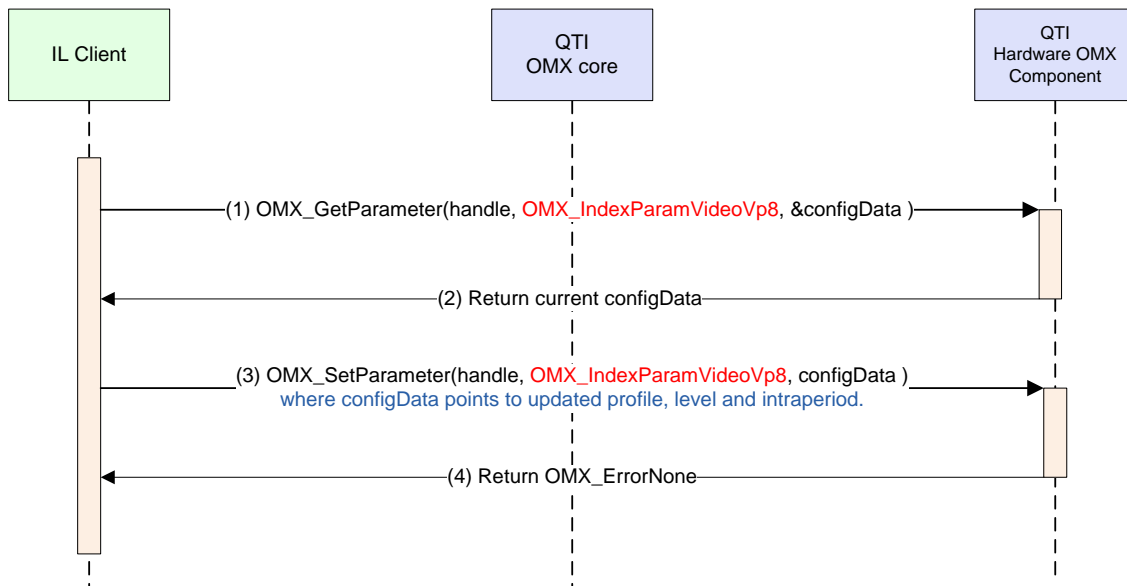 IL Client
QTI
OMX core
QTI
Hardware OMX
Component
(1) OMX_GetParameter(handle, OMX_IndexParamVideoVp8, &configData )
(2) Return current configData
(3) OMX_SetParameter(handle, OMX_IndexParamVideoVp8, configData )
where configData points to updated profile, level and intraperiod.
(4) Return OMX_ErrorNone